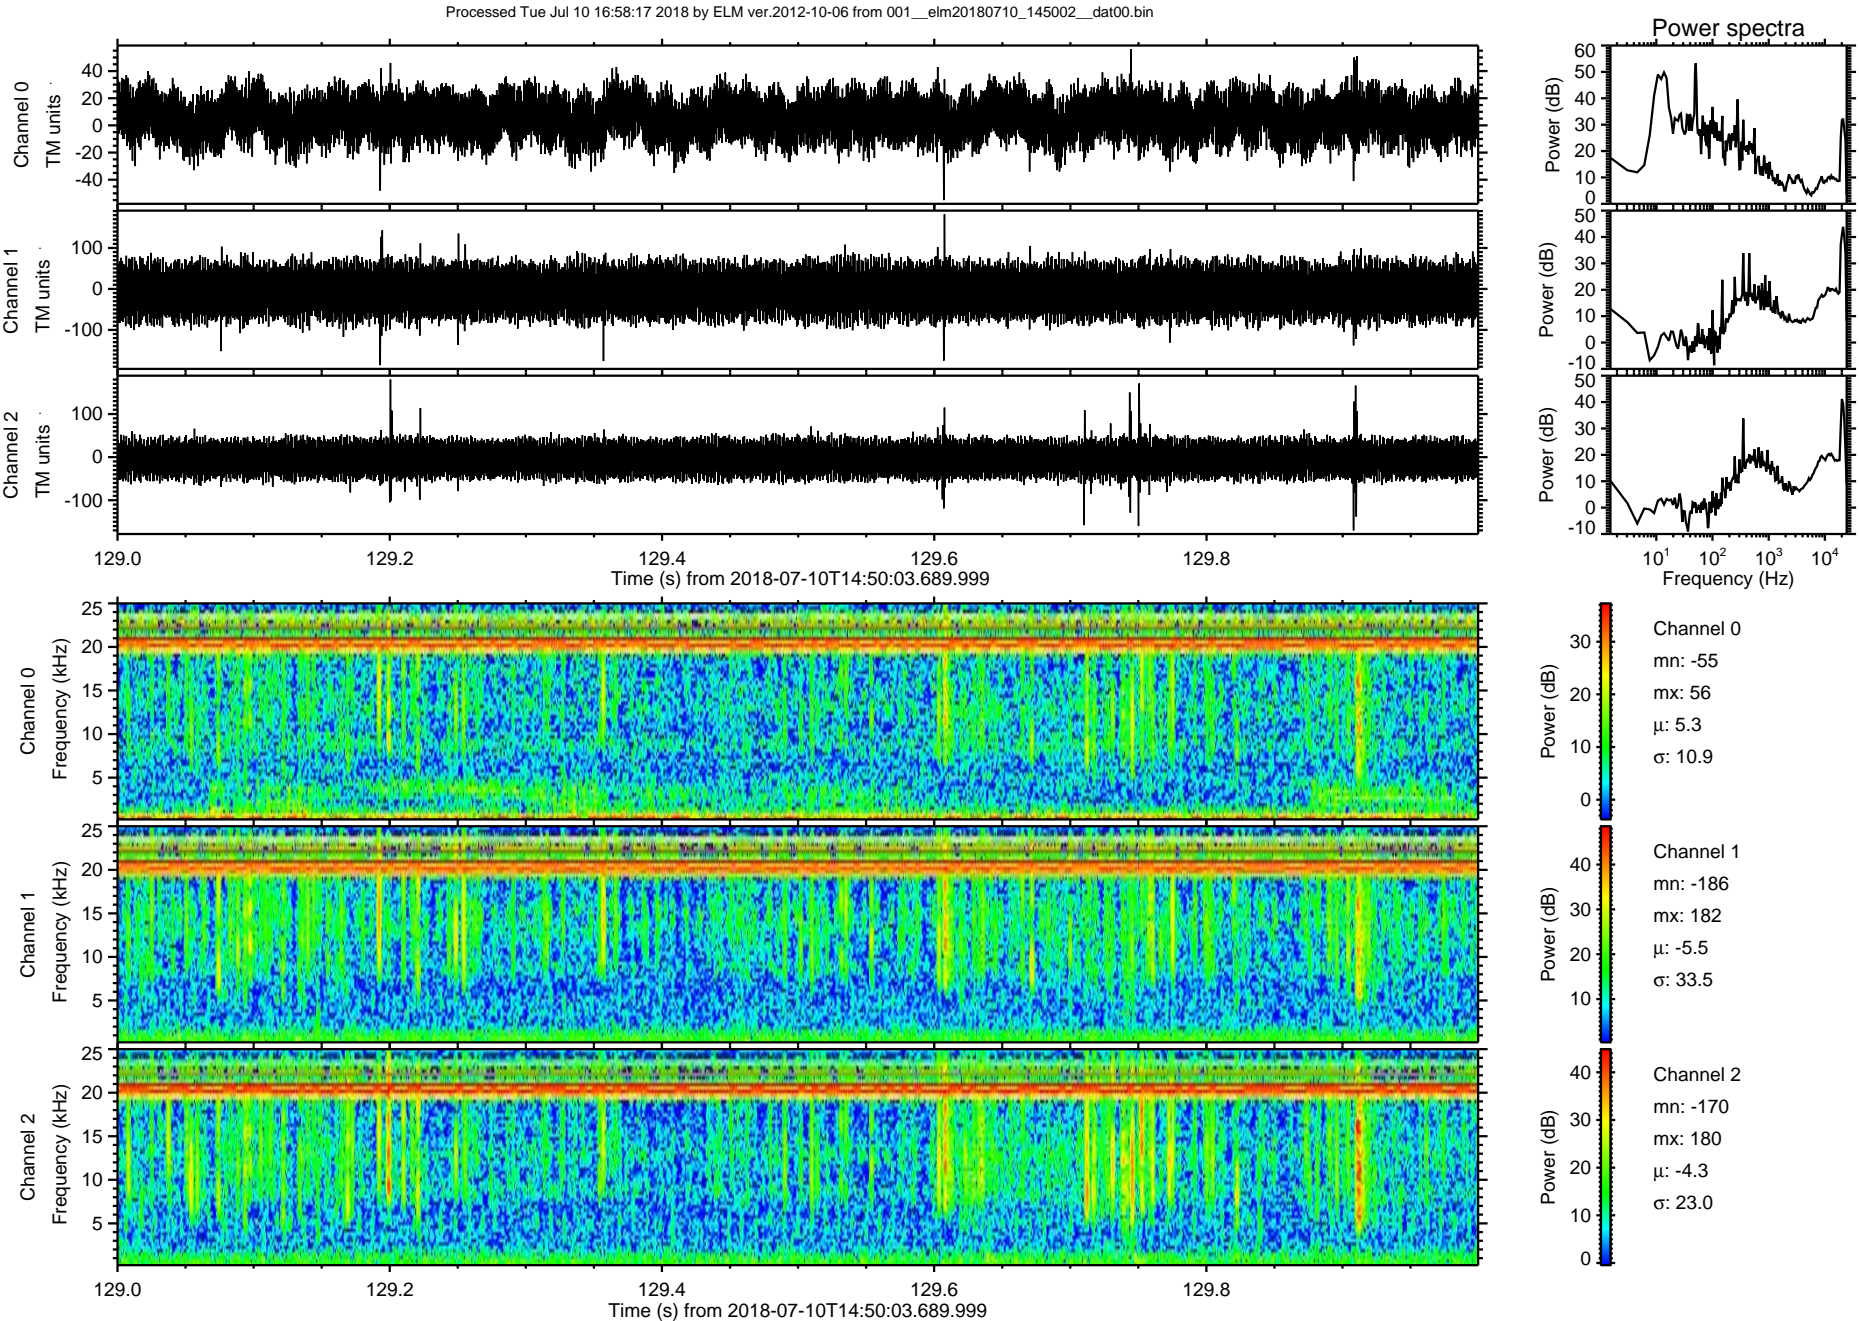 Processed Tue Jul 10 16:58:17 2018 by ELM ver.2012-10-06 from 001__elm20180710_145002__dat00.bin
Power spectra
Channel 0
TM units
40
20
0
-20
-40
Power (dB)
60
50
40
30
20
10
0
Channel 1
TM units
100
0
-100
Power (dB)
50
40
30
20
10
0
-10
Channel 2
TM units
100
0
-100
Power (dB)
50
40
30
20
10
0
-10
129.0 129.2 129.4 129.6 129.8
Time (s) from 2018-07-10T14:50:03.689.999
10^1 10^2 10^3 10^4
Frequency (Hz)
Channel 0
Frequency (kHz)
25
20
15
10
5
Power (dB)
30
20
10
0
Channel 0
mn: -55
mx: 56
μ: 5.3
σ: 10.9
Channel 1
Frequency (kHz)
25
20
15
10
5
Power (dB)
40
30
20
10
Channel 1
mn: -186
mx: 182
μ: -5.5
σ: 33.5
Channel 2
Frequency (kHz)
25
20
15
10
5
Power (dB)
40
30
20
10
0
Channel 2
mn: -170
mx: 180
μ: -4.3
σ: 23.0
129.0 129.2 129.4 129.6 129.8
Time (s) from 2018-07-10T14:50:03.689.999